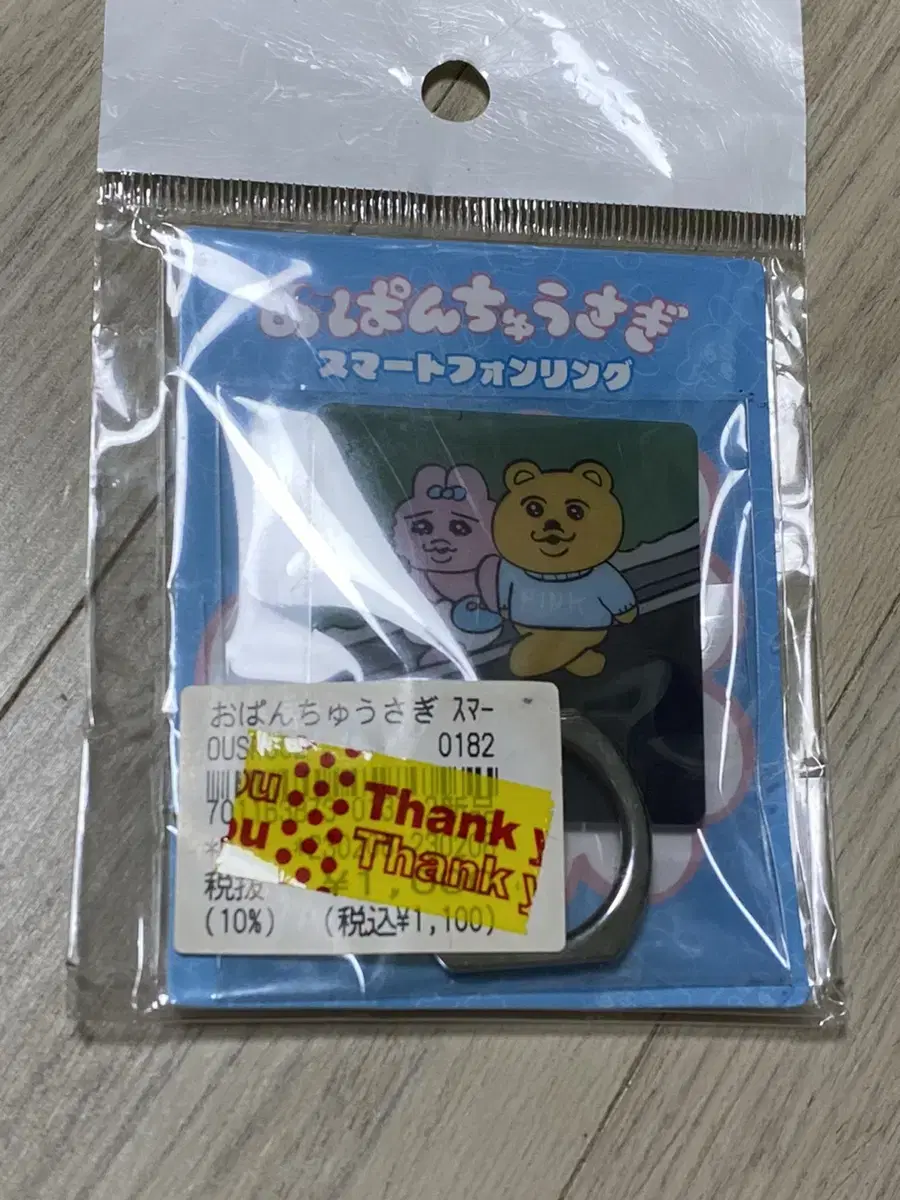 おぱんちゅうさぎ
スマートフォンリング
PINK
おぱんちゅうさぎ ｽﾏｰ
0182
Thank
Thank
税抜
(10%) (税込¥1,100)